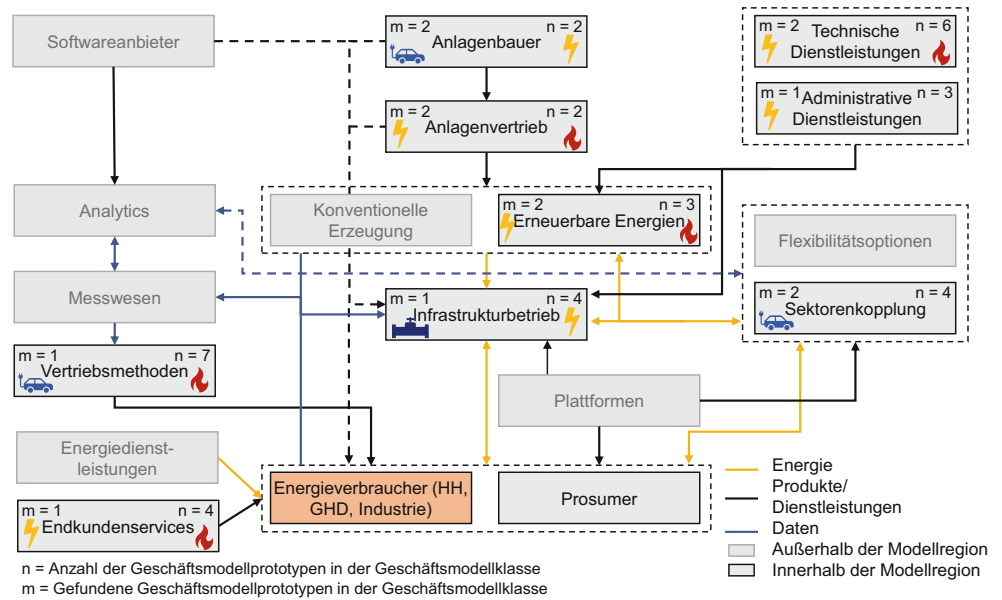 Softwareanbieter
m = 2 n = 2
Anlagenbauer
m = 2 n = 6
Technische
Dienstleistungen
m = 1 n = 3
Administrative
Dienstleistungen
m = 2 n = 2
Anlagenvertrieb
Analytics
Konventionelle
Erzeugung
m = 2 n = 3
Erneuerbare Energien
Flexibilitätsoptionen
Messwesen
m = 1 n = 4
Infrastrukturbetrieb
m = 2 n = 4
Sektorenkopplung
m = 1 n = 7
Vertriebsmethoden
Plattformen
Energiedienst-
leistungen
Energieverbraucher (HH,
GHD, Industrie)
Prosumer
m = 1 n = 4
Endkundenservices
Energie
Produkte/
Dienstleistungen
Daten
Außerhalb der Modellregion
Innerhalb der Modellregion
n = Anzahl der Geschäftsmodellprototypen in der Geschäftsmodellklasse
m = Gefundene Geschäftsmodellprototypen in der Geschäftsmodellklasse